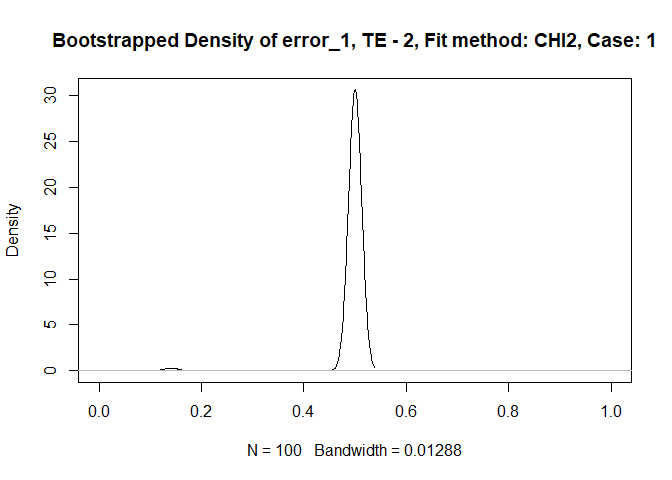 Bootstrapped Density of error_1, TE - 2, Fit method: CHI2, Case: 1
Density
30
25
20
15
10
5
0
0.0 0.2 0.4 0.6 0.8 1.0
N = 100 Bandwidth = 0.01288